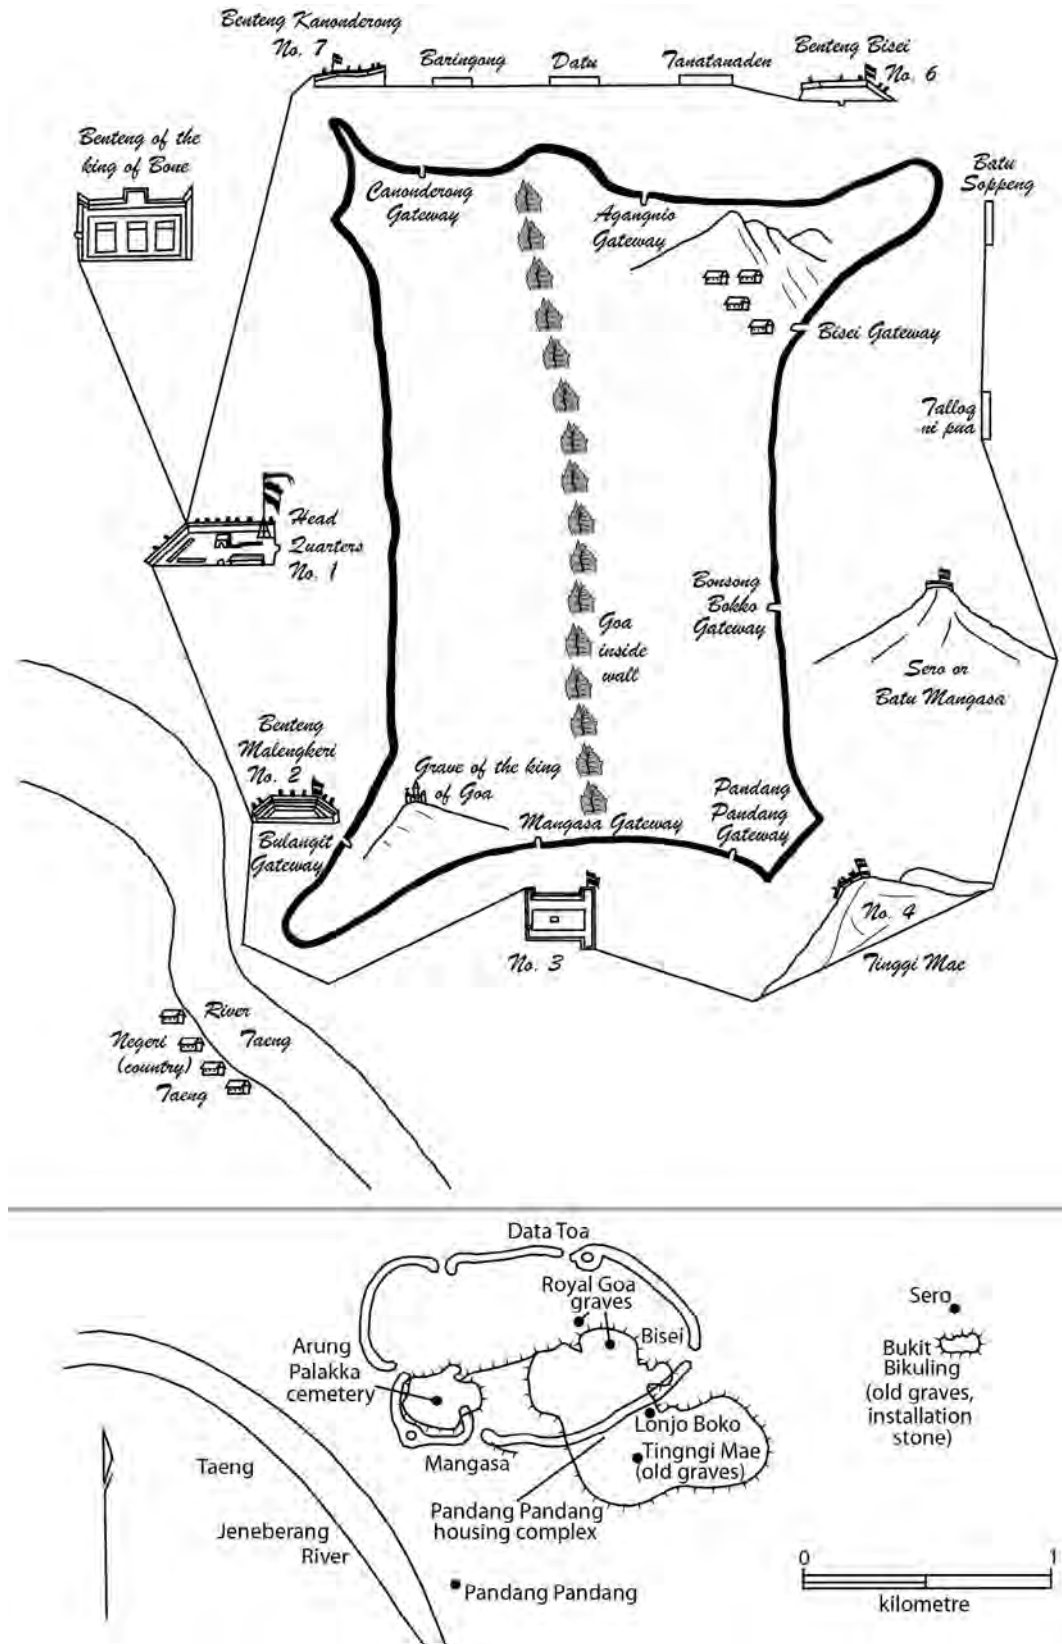 Benteng Kanonderong
No. 7
Baringong
Datu
Tanatanaden
Benteng Bisei
No. 6
Benteng of the
king of Bone
Batu
Soppeng
Canonderong
Gateway
Agangnio
Gateway
Bisei Gateway
Talloq
ni pua
Head
Quarters
No. 1
Bonsong
Bokko
Gateway
Goa
inside
wall
Sero or
Batu Mangasa
Benteng
Malengkeri
No. 2
Grave of the king
of Goa
Pandang
Pandang
Gateway
Mangasa Gateway
Bulangit
Gateway
No. 4
No. 3
Tinggi Mae
River
Taeng
Negeri
(country)
Taeng
Data Toa
Royal Goa
graves
Bisei
Sero
Arung
Palakka
cemetery
Bukit
Bikuling
(old graves,
installation
stone)
Lonjo Boko
Tingngi Mae
(old graves)
Mangasa
Taeng
Pandang Pandang
housing complex
Jeneberang
River
Pandang Pandang
0 1
kilometre